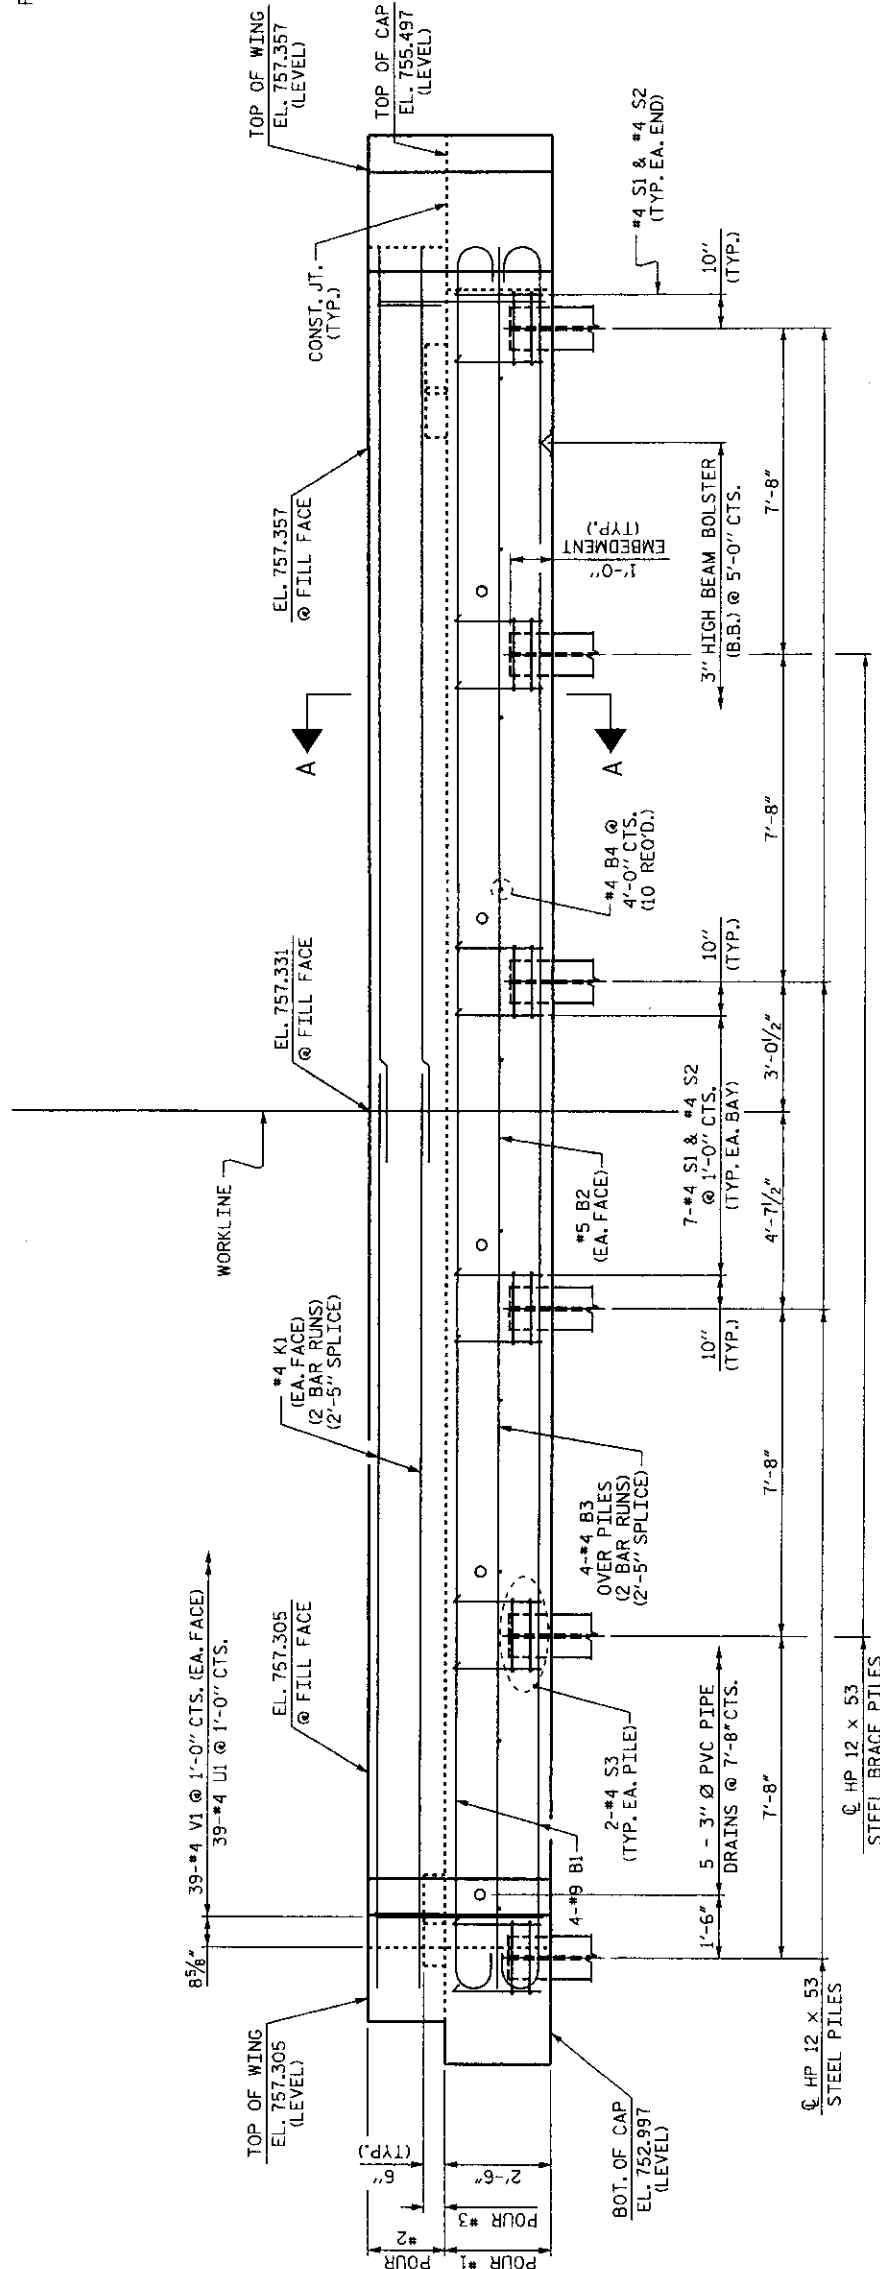 TOP OF WING
EL. 757.305
(LEVEL)
8⅝"
39-#4 V1 @ 1'-0" CTS. (EA. FACE)
39-#4 U1 @ 1'-0" CTS.
EL. 757.305
@ FILL FACE
#4 K1
(EA. FACE)
(2 BAR RUNS)
(2'-5" SPLICE)
WORKLINE
EL. 757.331
@ FILL FACE
EL. 757.357
@ FILL FACE
CONST. JT.
(TYP.)
TOP OF WING
EL. 757.357
(LEVEL)
TOP OF CAP
EL. 755.497
(LEVEL)
A
A
POUR
#2
POUR #1
POUR #3
6"
(TYP.)
2'-6"
BOT. OF CAP
EL. 752.997
(LEVEL)
4-#9 B1
2-#4 S3
(TYP. EA. PILE)
4-#4 B3
OVER PILES
(2 BAR RUNS)
(2'-5" SPLICE)
#5 B2
(EA. FACE)
#4 B4 @
4'-0" CTS.
(10 REQ'D.)
1'-0"
EMBEDMENT
(TYP.)
#4 S1 & #4 S2
(TYP. EA. END)
1'-6"
5 - 3" Ø PVC PIPE
DRAINS @ 7'-8" CTS.
10"
(TYP.)
7-#4 S1 & #4 S2
@ 1'-0" CTS.
(TYP. EA. BAY)
10"
(TYP.)
3" HIGH BEAM BOLSTER
(B.B.) @ 5'-0" CTS.
10"
(TYP.)
7'-8"
7'-8"
4'-7½"
3'-0½"
7'-8"
7'-8"
℄ HP 12 x 53
STEEL PILES
℄ HP 12 x 53
STEEL BRACE PILES